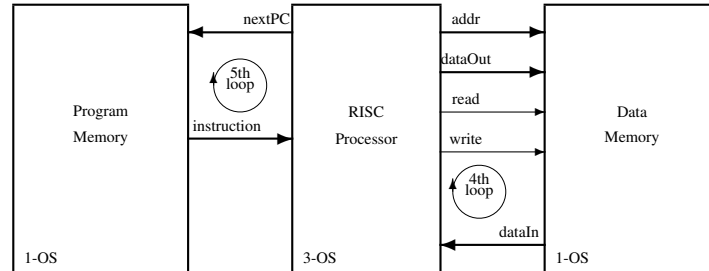 nextPC
addr
dataOut
5th
loop
Program
Memory
RISC
Processor
read
Data
Memory
instruction
write
4th
loop
dataIn
1-OS
3-OS
1-OS